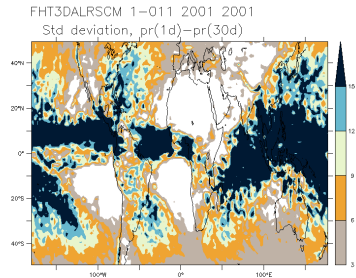 FHT3DALRSCM 1-011 2001 2001
Std deviation, pr(1d)-pr(30d)
40°N
20°N
0°
20°S
40°S
100°W
0°
100°E
15
12
9
6
3